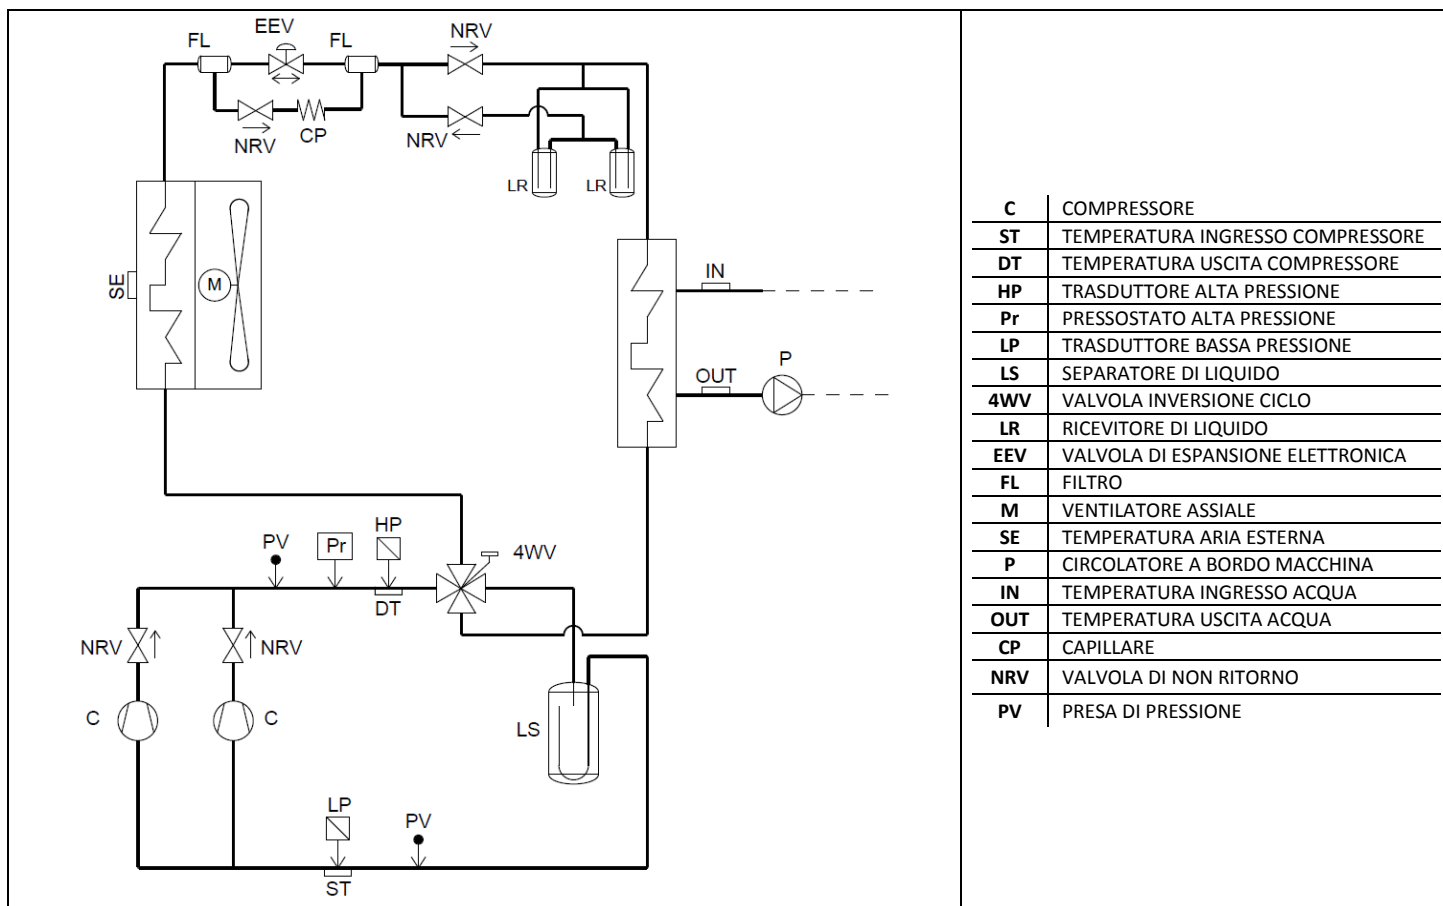 EEV
FL
FL
NRV
NRV
CP
NRV
LR
LR
SE
M
IN
OUT
P
HP
PV
Pr
4WV
DT
NRV
NRV
C
C
LS
LP
PV
ST
C COMPRESSORE
ST TEMPERATURA INGRESSO COMPRESSORE
DT TEMPERATURA USCITA COMPRESSORE
HP TRASDUTTORE ALTA PRESSIONE
Pr PRESSOSTATO ALTA PRESSIONE
LP TRASDUTTORE BASSA PRESSIONE
LS SEPARATORE DI LIQUIDO
4WV VALVOLA INVERSIONE CICLO
LR RICEVITORE DI LIQUIDO
EEV VALVOLA DI ESPANSIONE ELETTRONICA
FL FILTRO
M VENTILATORE ASSIALE
SE TEMPERATURA ARIA ESTERNA
P CIRCOLATORE A BORDO MACCHINA
IN TEMPERATURA INGRESSO ACQUA
OUT TEMPERATURA USCITA ACQUA
CP CAPILLARE
NRV VALVOLA DI NON RITORNO
PV PRESA DI PRESSIONE